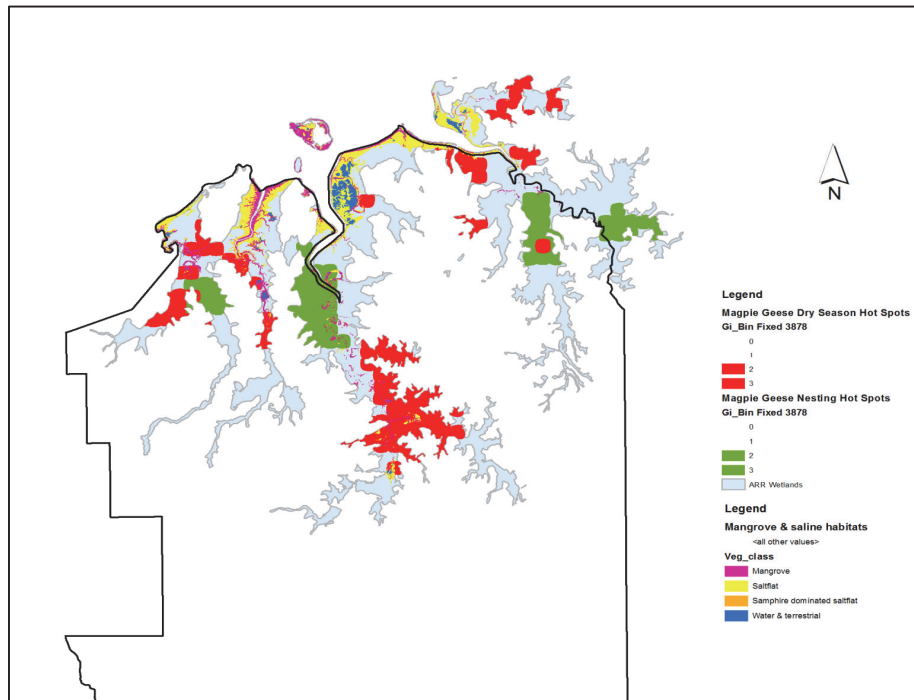 N
Legend
Magpie Geese Dry Season Hot Spots
Gi_Bin Fixed 3878
0
1
2
3
Magpie Geese Nesting Hot Spots
Gi_Bin Fixed 3878
0
1
2
3
ARR Wetlands
Legend
Mangrove & saline habitats
<all other values>
Veg_class
Mangrove
Saltflat
Samphire dominated saltflat
Water & terrestrial